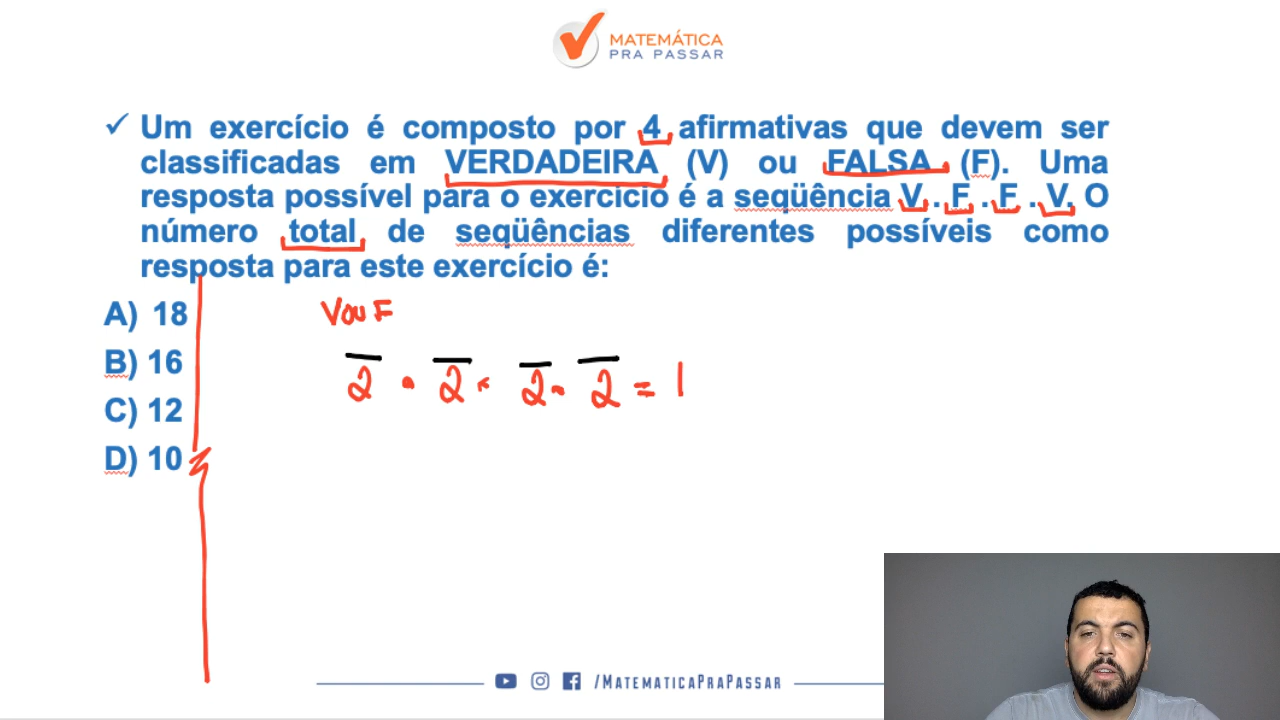 MATEMÁTICA
PRA PASSAR
✓ Um exercício é composto por 4 afirmativas que devem ser
classificadas em VERDADEIRA (V) ou FALSA (F). Uma
resposta possível para o exercício é a seqüência V . F . F . V. O
número total de seqüências diferentes possíveis como
resposta para este exercício é:
A) 18
B) 16
C) 12
D) 10
V ou F
2 . 2 . 2 . 2 = 1
/MATEMATICAPRAPASSAR